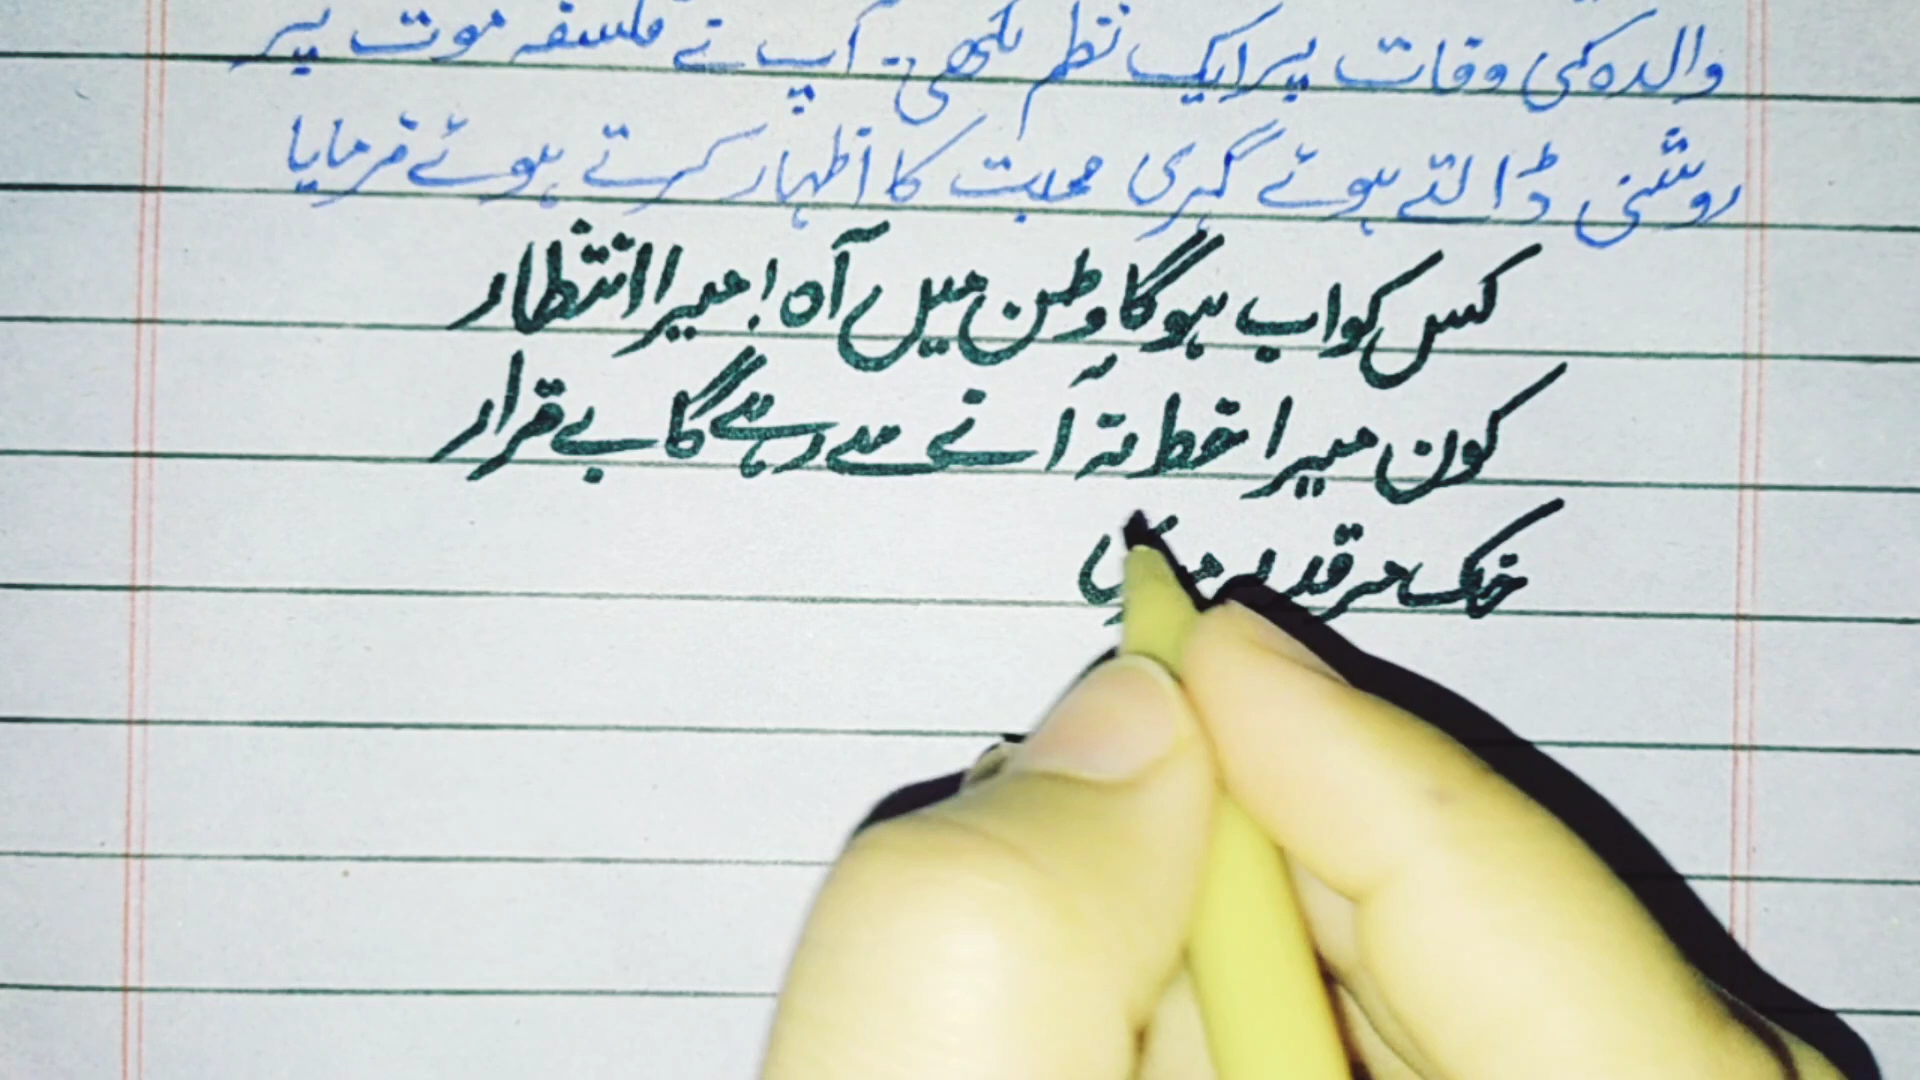 والدہ کی وفات پر ایک نظم لکھی۔ آپ نے فلسفہ موت پر
روشنی ڈالتے ہوئے گہری محبت کا اظہار کرتے ہوئے فرمایا
کس کو اب ہوگا وطن میں آہ! میرا انتظار
کون میرا خط نہ آنے سے رہے گا بے قرار
خاک مرقد پر